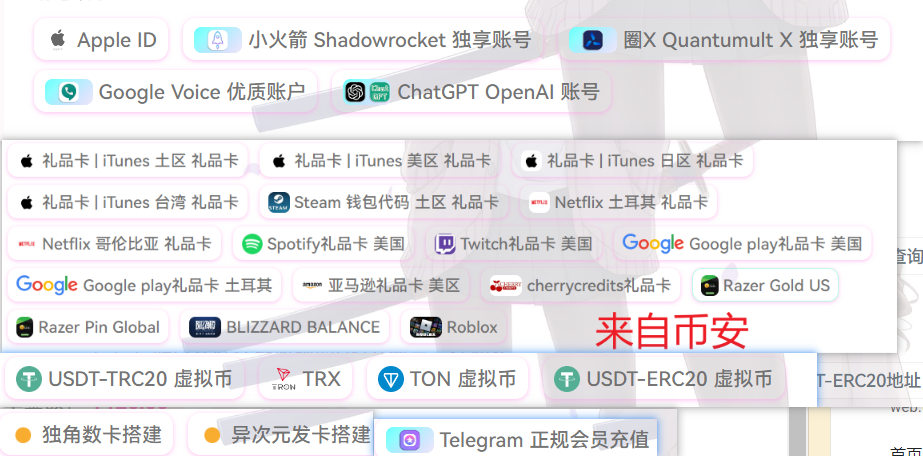 Apple ID 小火箭 Shadowrocket 独享账号 圈X Quantumult X 独享账号
Google Voice 优质账户 ChatGPT OpenAI 账号
礼品卡 | iTunes 土区 礼品卡 礼品卡 | iTunes 美区 礼品卡 礼品卡 | iTunes 日区 礼品卡
礼品卡 | iTunes 台湾 礼品卡 STEAM Steam 钱包代码 土区 礼品卡 NETFLIX Netflix 土耳其 礼品卡
NETFLIX Netflix 哥伦比亚 礼品卡 Spotify礼品卡 美国 Twitch礼品卡 美国 Google Google play礼品卡 美国
查询
Google Google play礼品卡 土耳其 amazon 亚马逊礼品卡 美区 cherrycredits礼品卡 Razer Gold US
Razer Pin Global BLIZZARD BLIZZARD BALANCE ROBLOX Roblox
来自币安
USDT-TRC20 虚拟币 TRON TRX TON 虚拟币 USDT-ERC20 虚拟币
T-ERC20地址
web.
独角数卡搭建 异次元发卡搭建 Telegram 正规会员充值
首页